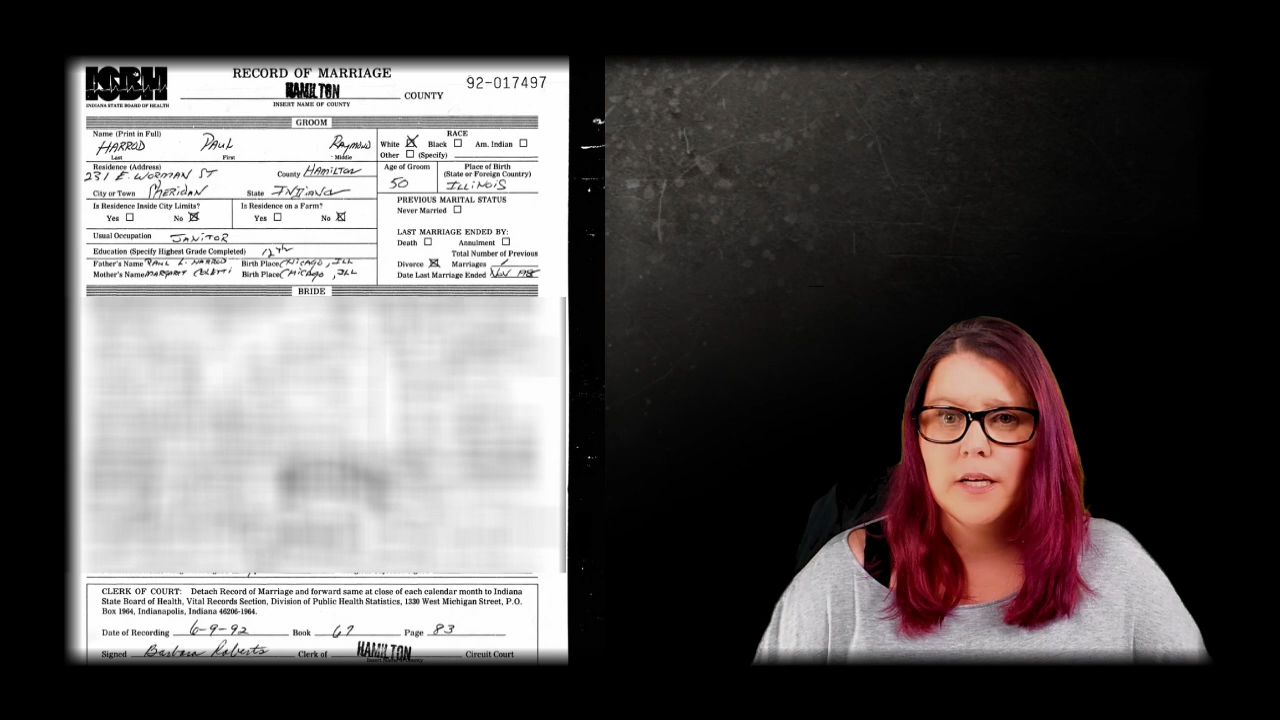 ISBH
INDIANA STATE BOARD OF HEALTH
RECORD OF MARRIAGE
92-017497
HAMILTON COUNTY
INSERT NAME OF COUNTY
GROOM
Name (Print in Full)
HARROD PAUL RAYMOND
Last First Middle
RACE
White ☒ Black ☐ Am. Indian ☐
Other ☐ (Specify)
Residence (Address)
231 E. WORMAN ST
County HAMILTON
City or Town SHERIDAN State INDIANA
Age of Groom
50
Place of Birth
(State or Foreign Country)
ILLINOIS
Is Residence Inside City Limits?
Yes ☐ No ☒
Is Residence on a Farm?
Yes ☐ No ☒
PREVIOUS MARITAL STATUS
Never Married ☐
Usual Occupation JANITOR
Education (Specify Highest Grade Completed) 12th
Father's Name PAUL L. HARROD Birth Place CHICAGO, ILL
Mother's Name MARGARET Birth Place CHICAGO, ILL
LAST MARRIAGE ENDED BY:
Death ☐ Annulment ☐
Total Number of Previous
Divorce ☒ Marriages 1
Date Last Marriage Ended NOV
BRIDE
CLERK OF COURT: Detach Record of Marriage and forward same at close of each calendar month to Indiana
State Board of Health, Vital Records Section, Division of Public Health Statistics, 1330 West Michigan Street, P.O.
Box 1964, Indianapolis, Indiana 46206-1964.
Date of Recording 6-9-92 Book 67 Page 83
Signed Barbara Roberts Clerk of HAMILTON Circuit Court